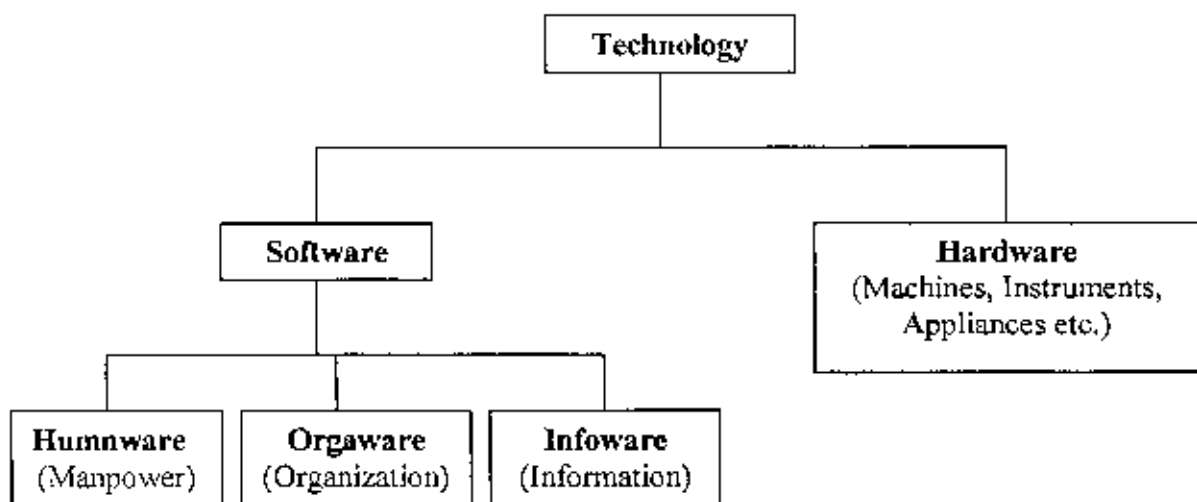 Technology
Software
Hardware
(Machines, Instruments,
Appliances etc.)
Humnware
(Manpower)
Orgaware
(Organization)
Infoware
(Information)